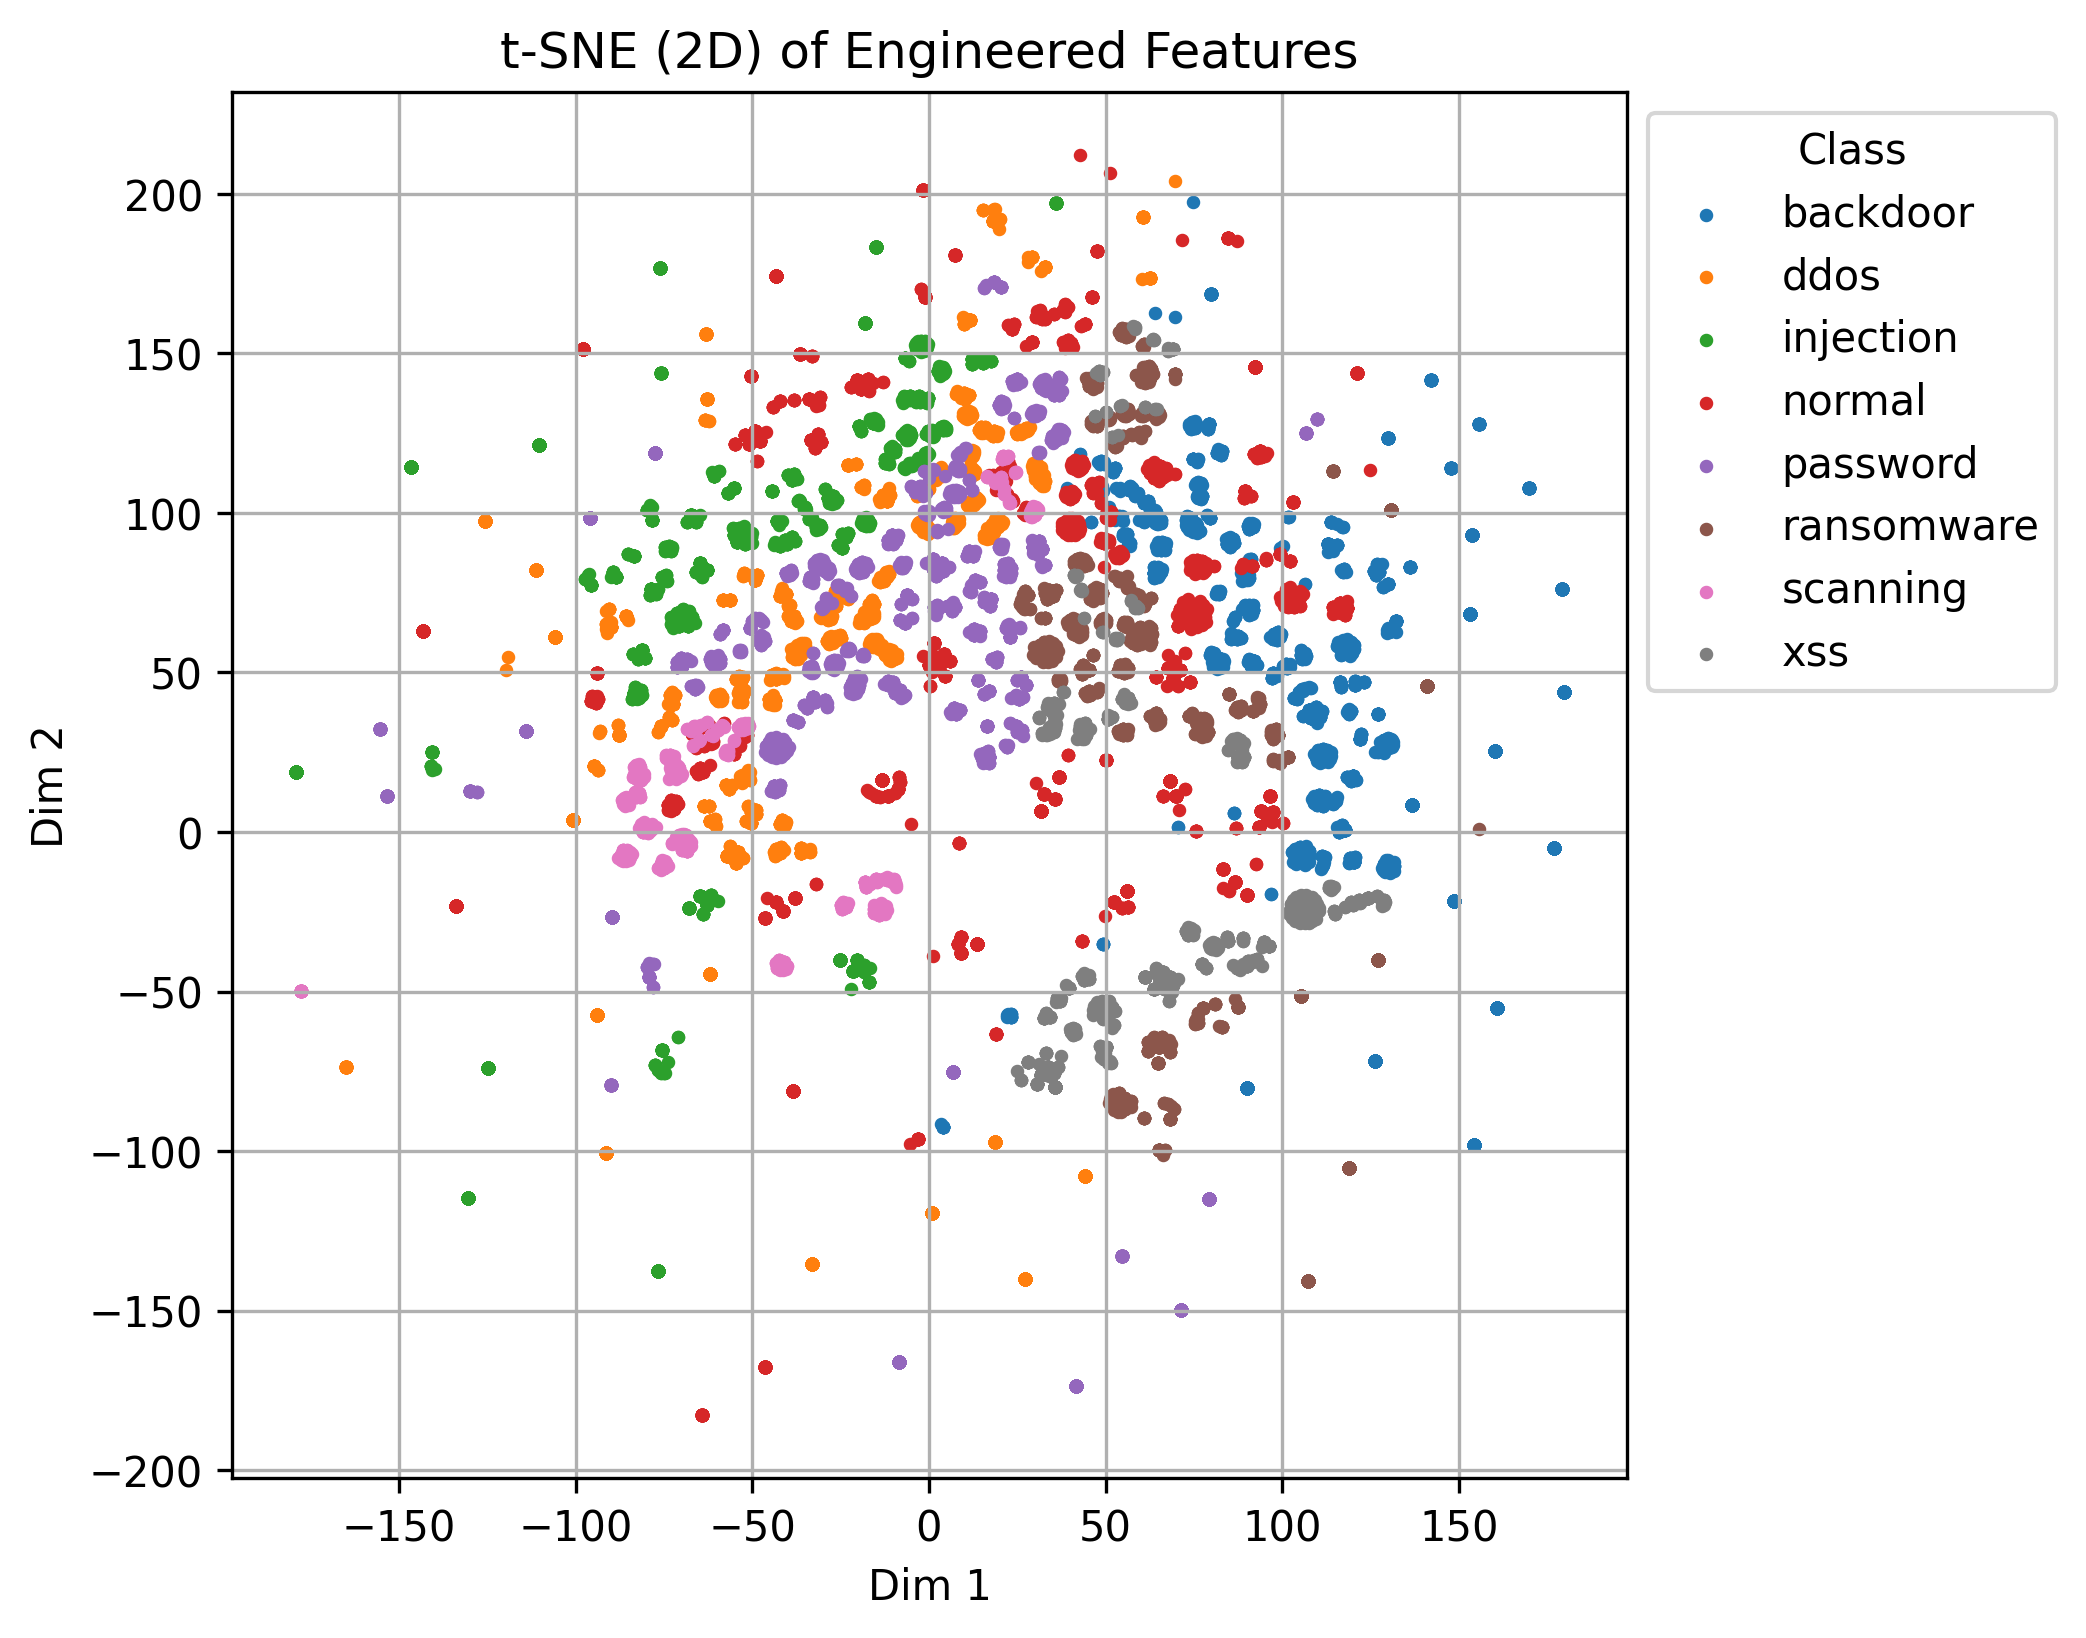 t-SNE (2D) of Engineered Features
Class
backdoor
ddos
injection
normal
password
ransomware
scanning
xss
200
150
100
50
0
−50
−100
−150
−200
Dim 2
−150
−100
−50
0
50
100
150
Dim 1